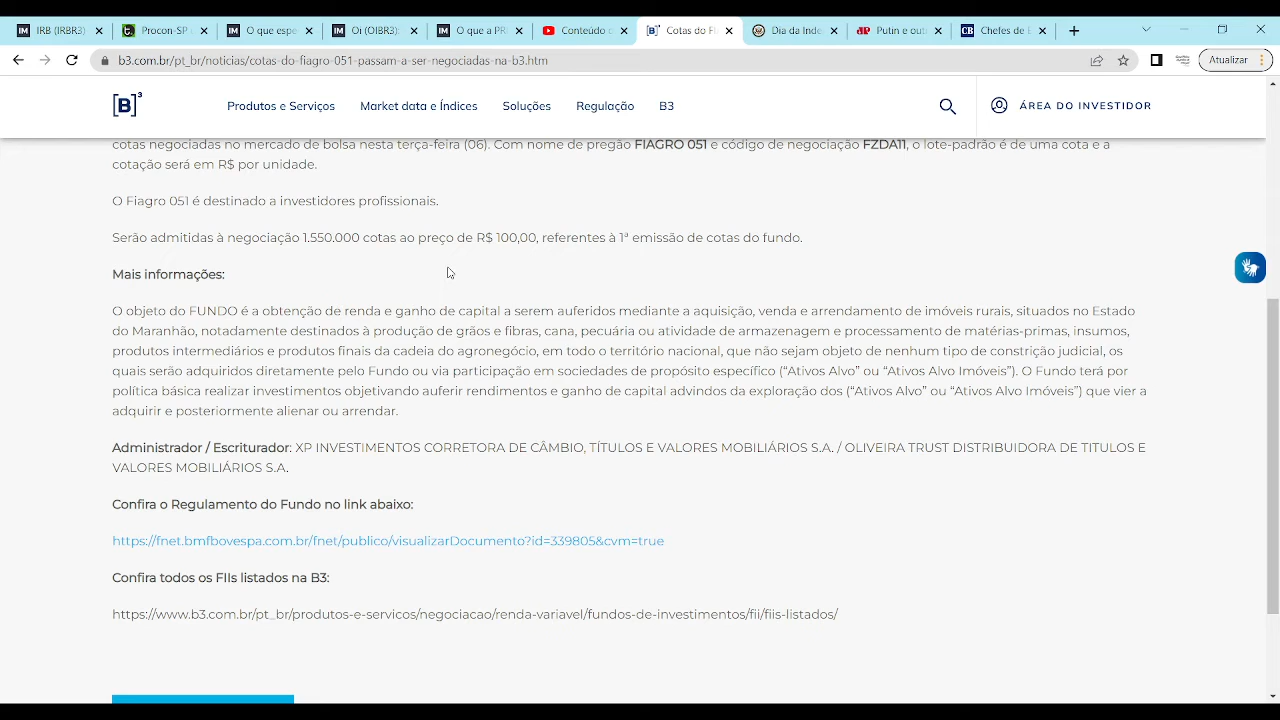 IRB (IRBR3)
Procon-SP
O que espe
Oi (OIBR3):
O que a PR
Conteúdo
Cotas do F
Dia da Inde
Putin e out
Chefes de E
b3.com.br/pt_br/noticias/cotas-do-fiagro-051-passam-a-ser-negociadas-na-b3.htm
Atualizar
[B]³
Produtos e Serviços
Market data e Índices
Soluções
Regulação
B3
ÁREA DO INVESTIDOR
cotas negociadas no mercado de bolsa nesta terça-feira (06). Com nome de pregão FIAGRO 051 e código de negociação FZDA11, o lote-padrão é de uma cota e a
cotação será em R$ por unidade.
O Fiagro 051 é destinado a investidores profissionais.
Serão admitidas à negociação 1.550.000 cotas ao preço de R$ 100,00, referentes à 1ª emissão de cotas do fundo.
Mais informações:
O objeto do FUNDO é a obtenção de renda e ganho de capital a serem auferidos mediante a aquisição, venda e arrendamento de imóveis rurais, situados no Estado
do Maranhão, notadamente destinados à produção de grãos e fibras, cana, pecuária ou atividade de armazenagem e processamento de matérias-primas, insumos,
produtos intermediários e produtos finais da cadeia do agronegócio, em todo o território nacional, que não sejam objeto de nenhum tipo de constrição judicial, os
quais serão adquiridos diretamente pelo Fundo ou via participação em sociedades de propósito específico (“Ativos Alvo” ou “Ativos Alvo Imóveis”). O Fundo terá por
política básica realizar investimentos objetivando auferir rendimentos e ganho de capital advindos da exploração dos (“Ativos Alvo” ou “Ativos Alvo Imóveis”) que vier a
adquirir e posteriormente alienar ou arrendar.
Administrador / Escriturador: XP INVESTIMENTOS CORRETORA DE CÂMBIO, TÍTULOS E VALORES MOBILIÁRIOS S.A. / OLIVEIRA TRUST DISTRIBUIDORA DE TITULOS E
VALORES MOBILIÁRIOS S.A.
Confira o Regulamento do Fundo no link abaixo:
https://fnet.bmfbovespa.com.br/fnet/publico/visualizarDocumento?id=339805&cvm=true
Confira todos os FIIs listados na B3:
https://www.b3.com.br/pt_br/produtos-e-servicos/negociacao/renda-variavel/fundos-de-investimentos/fii/fiis-listados/